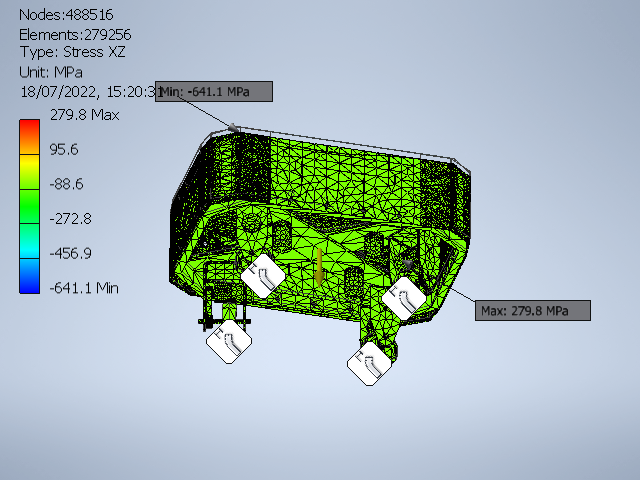 Nodes:488516
Elements:279256
Type: Stress XZ
Unit: MPa
18/07/2022, 15:20:31
Min: -641.1 MPa
279.8 Max
95.6
-88.6
-272.8
-456.9
-641.1 Min
Max: 279.8 MPa